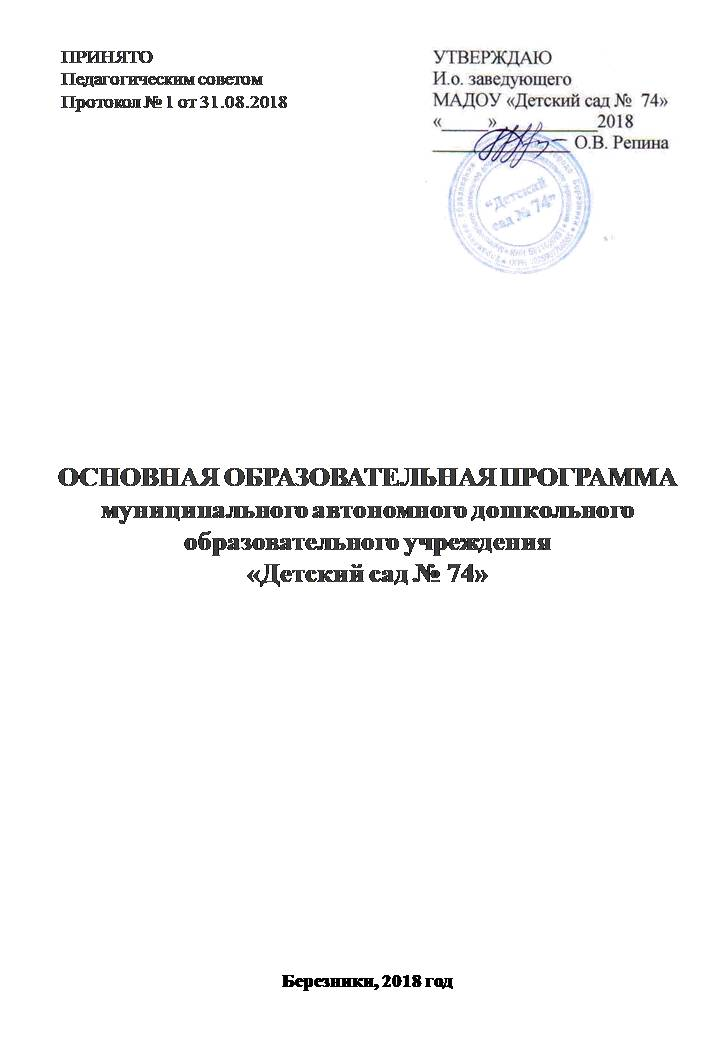 ПРИНЯТО
Педагогическим советом
Протокол № 1 от 31.08.2018
УТВЕРЖДАЮ
И.о. заведующего
МАДОУ «Детский сад № 74»
«_____» ___________2018
_______________ О.В. Репина
"Детский
сад № 74"
ОСНОВНАЯ ОБРАЗОВАТЕЛЬНАЯ ПРОГРАММА
муниципального автономного дошкольного
образовательного учреждения
«Детский сад № 74»
Березники, 2018 год